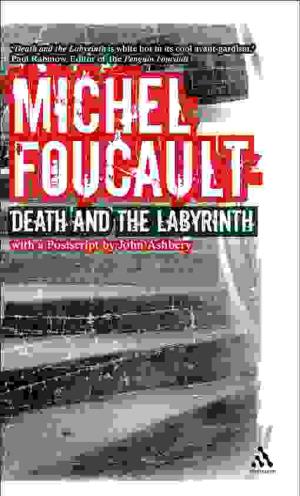 “Death and the Labyrinth is white hot in its cool avant-gardism.”
Paul Rabinow, Editor of the Penguin Foucault
MICHEL
FOUCAULT
DEATH AND THE LABYRINTH
with a Postscript by John Ashbery
continuum